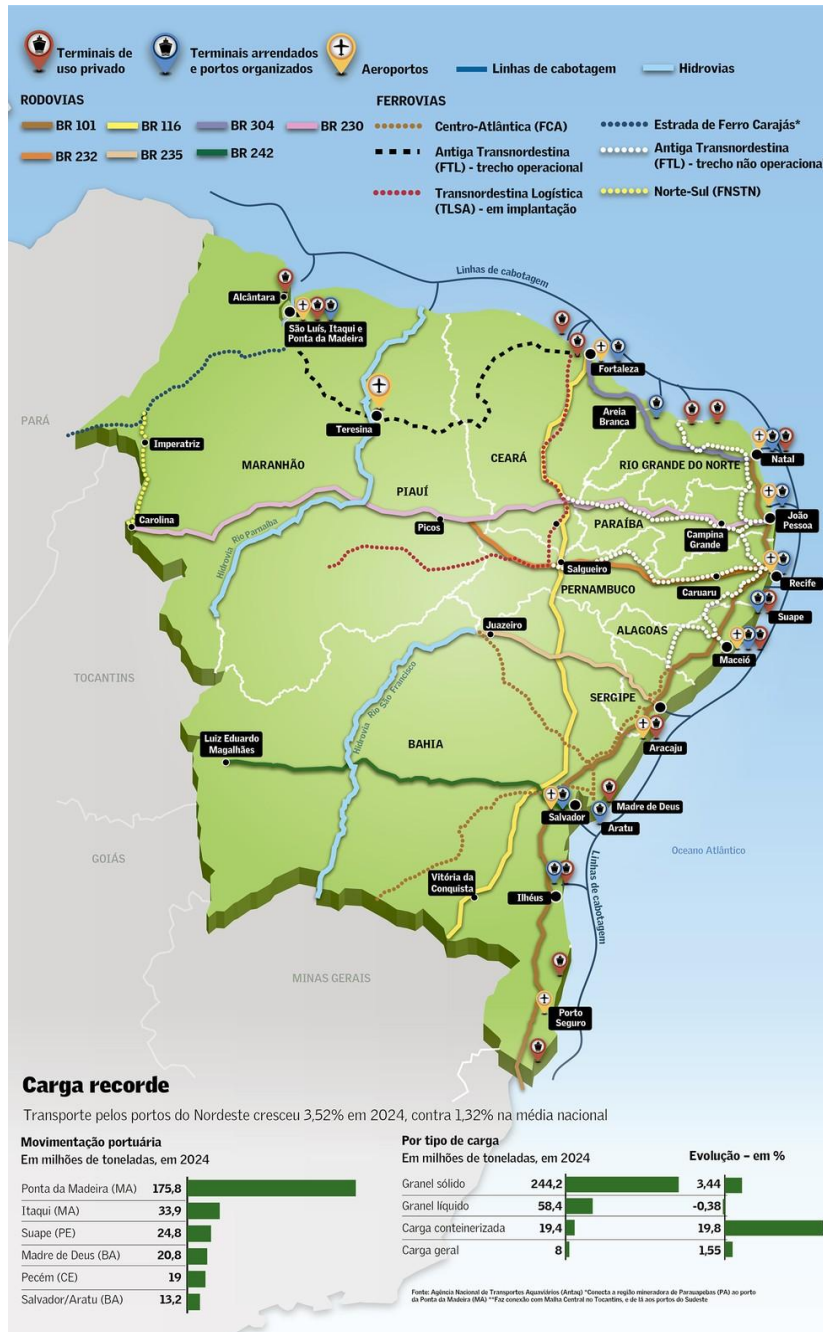 Terminais de
uso privado
Terminais arrendados
e portos organizados
Aeroportos
Linhas de cabotagem
Hidrovias
RODOVIAS
BR 101
BR 116
BR 304
BR 230
BR 232
BR 235
BR 242
FERROVIAS
Centro-Atlântica (FCA)
Estrada de Ferro Carajás*
Antiga Transnordestina
(FTL) - trecho operacional
Antiga Transnordestina
(FTL) - trecho não operaciona
Transnordestina Logística
(TLSA) - em implantação
Norte-Sul (FNSTN)
Linhas de cabotagem
Alcântara
São Luís, Itaqui e
Ponta da Madeira
Fortaleza
Areia
Branca
PARÁ
Teresina
Imperatriz
CEARÁ
Natal
MARANHÃO
RIO GRANDE DO NORTE
PIAUÍ
Carolina
Picos
PARAÍBA
João
Pessoa
Campina
Grande
Hidrovia Rio Parnaíba
Salgueiro
Recife
PERNAMBUCO
Caruaru
Suape
Juazeiro
ALAGOAS
Maceió
TOCANTINS
Hidrovia Rio São Francisco
SERGIPE
Luiz Eduardo
Magalhães
BAHIA
Aracaju
Madre de Deus
Salvador
Aratu
GOIÁS
Oceano Atlântico
Linhas de cabotagem
Vitória da
Conquista
Ilhéus
MINAS GERAIS
Porto
Seguro
Carga recorde
Transporte pelos portos do Nordeste cresceu 3,52% em 2024, contra 1,32% na média nacional
Movimentação portuária
Em milhões de toneladas, em 2024
Ponta da Madeira (MA) 175,8
Itaqui (MA) 33,9
Suape (PE) 24,8
Madre de Deus (BA) 20,8
Pecém (CE) 19
Salvador/Aratu (BA) 13,2
Por tipo de carga
Em milhões de toneladas, em 2024
Evolução – em %
Granel sólido 244,2 3,44
Granel líquido 58,4 -0,38
Carga conteinerizada 19,4 19,8
Carga geral 8 1,55
Fonte: Agência Nacional de Transportes Aquaviários (Antaq) *Conecta a região mineradora de Parauapebas (PA) ao porto
da Ponta da Madeira (MA) **Faz conexão com Malha Central no Tocantins, e de lá aos portos do Sudeste